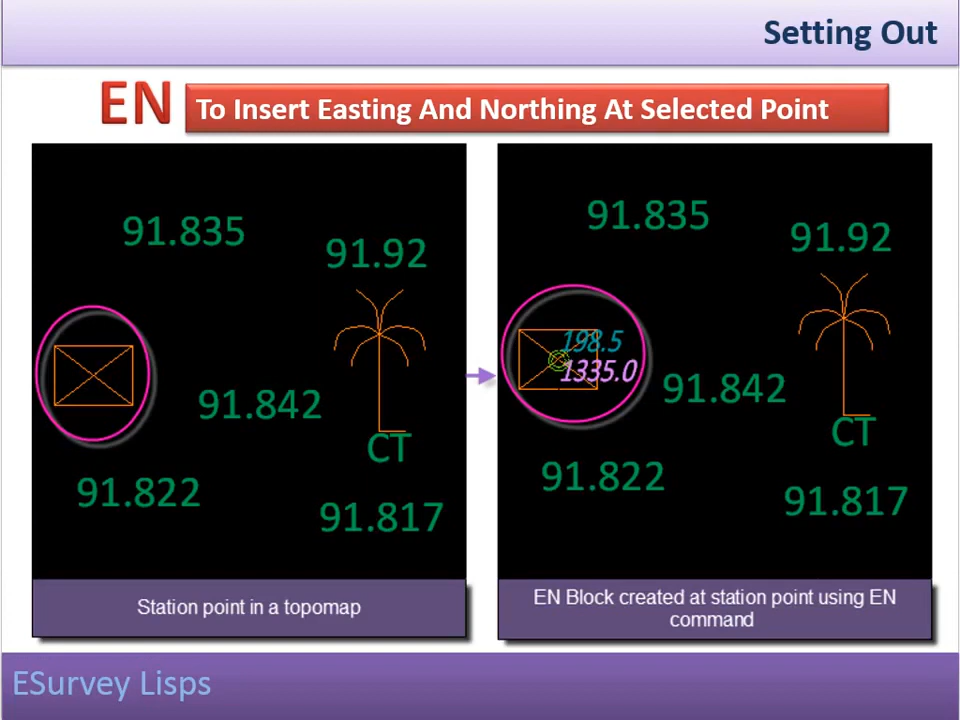 Setting Out
EN To Insert Easting And Northing At Selected Point
91.835
91.92
91.842
CT
91.822
91.817
Station point in a topomap
91.835
91.92
198.5
1335.0
91.842
CT
91.822
91.817
EN Block created at station point using EN
command
ESurvey Lisps